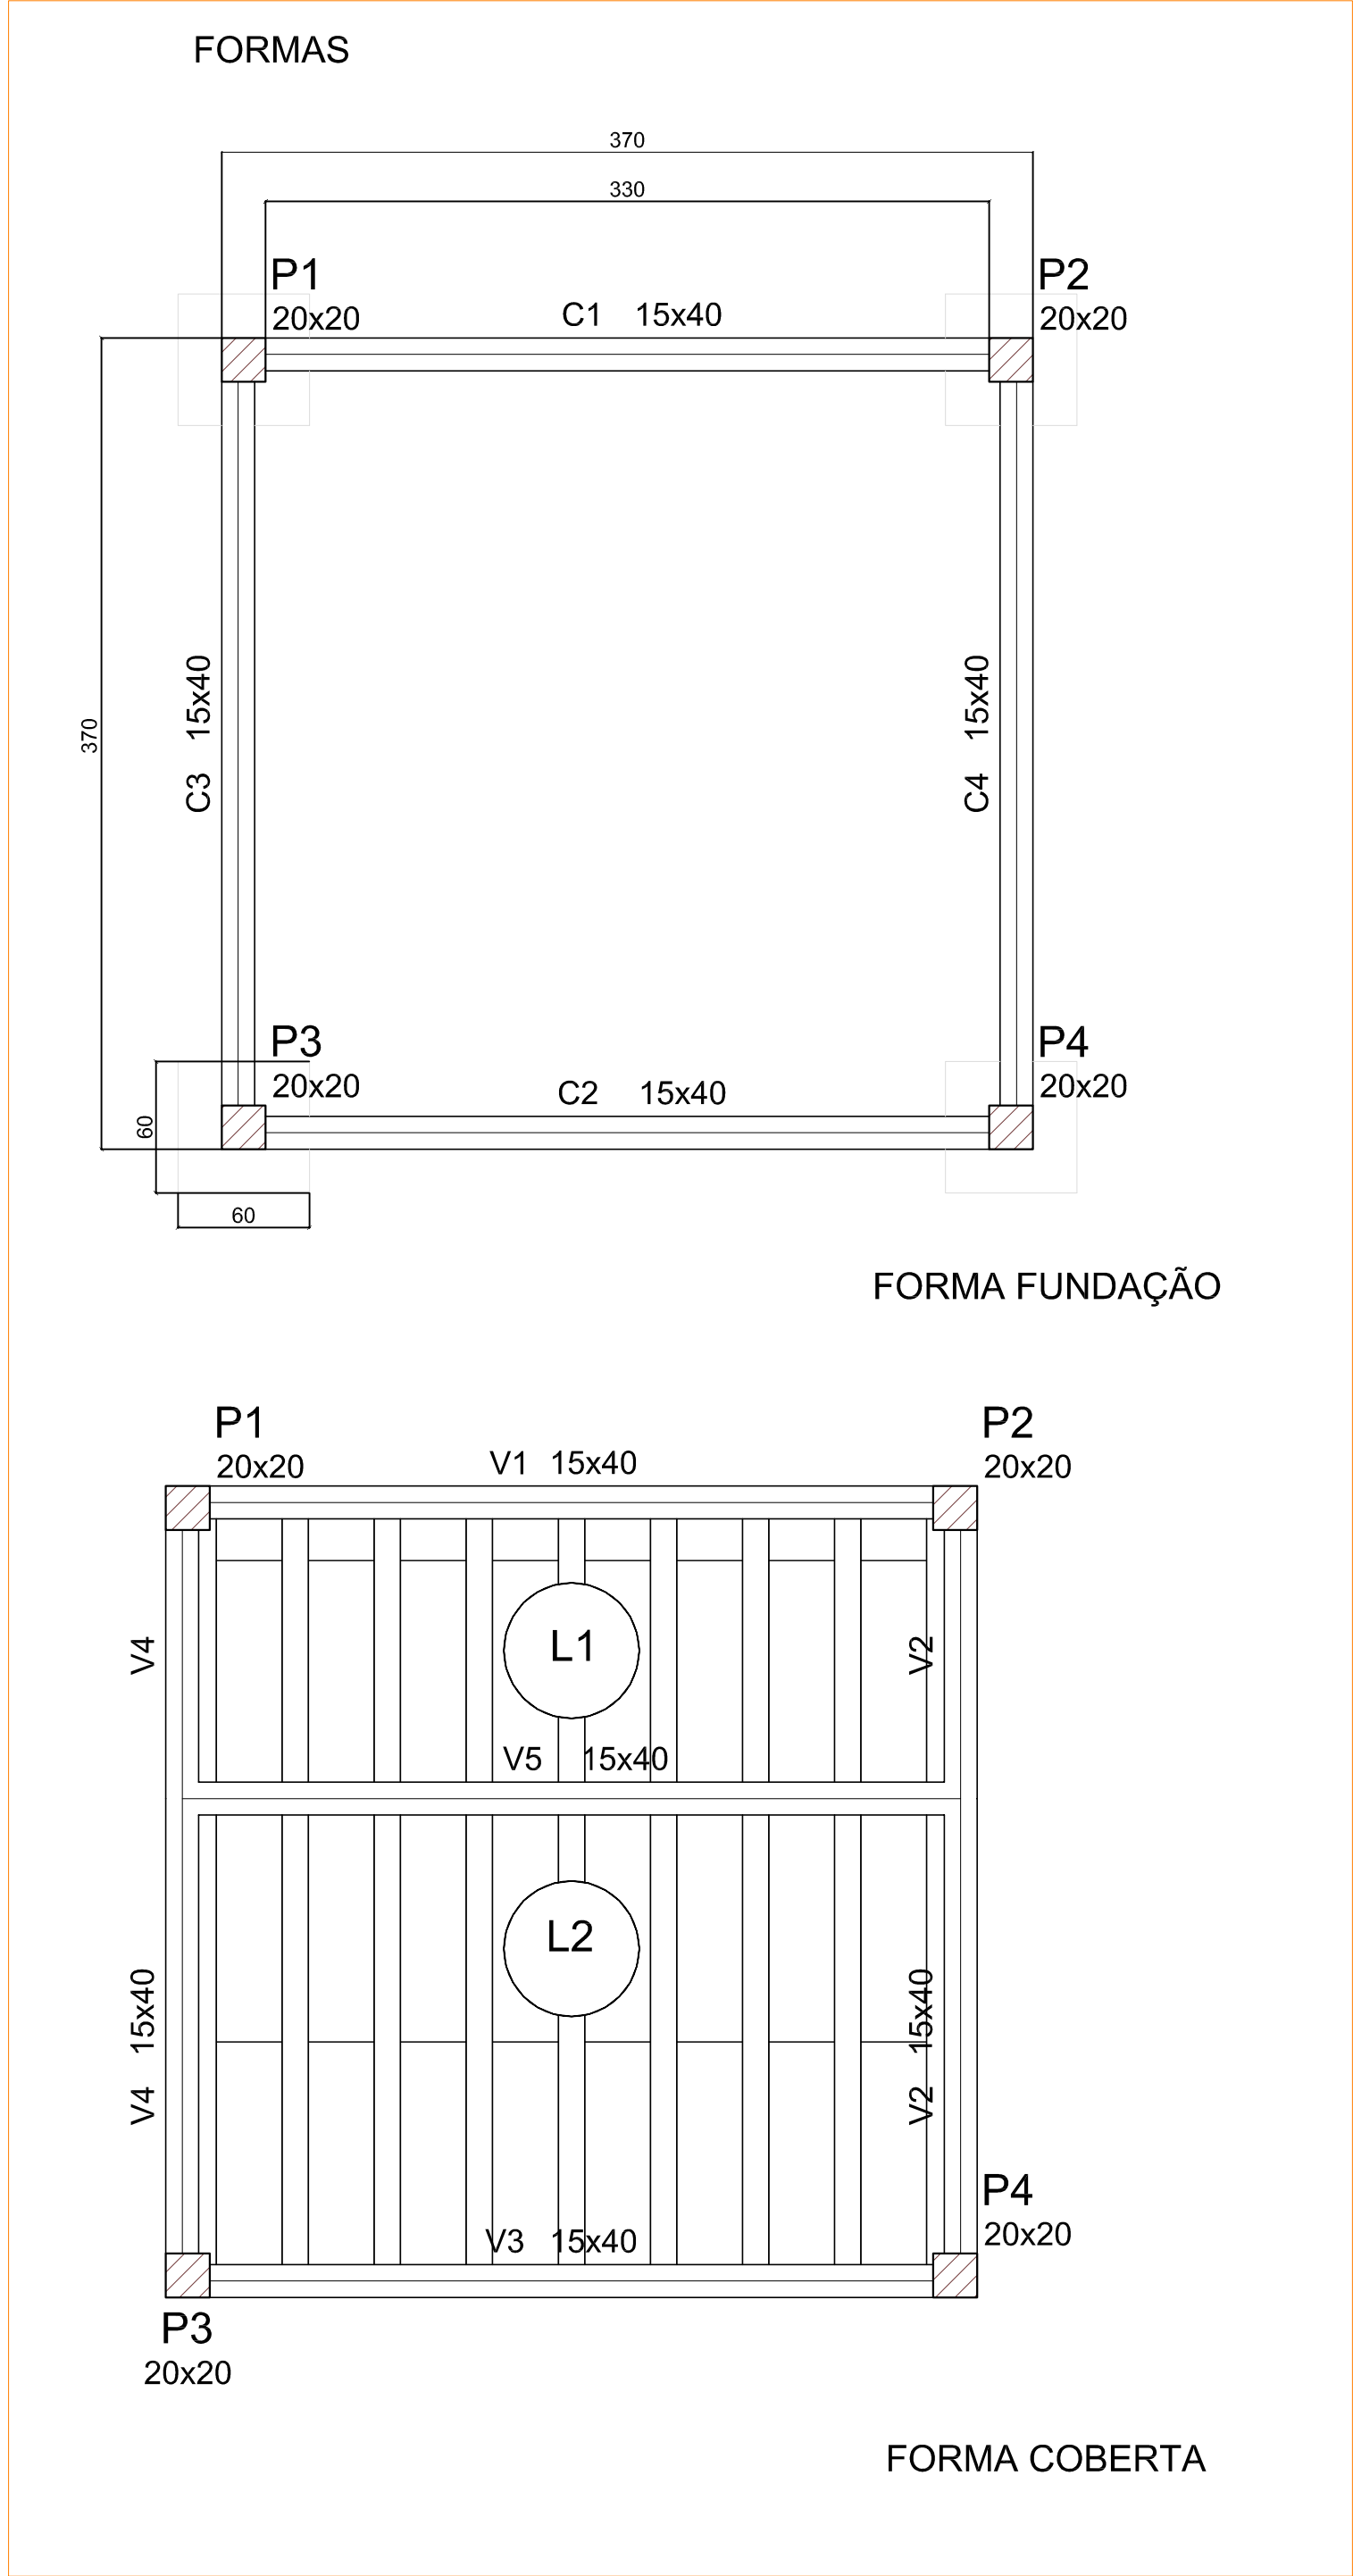 FORMAS
370
330
P1
20x20
C1 15x40
P2
20x20
370
C3 15x40
C4 15x40
P3
20x20
C2 15x40
P4
20x20
60
60
FORMA FUNDAÇÃO
P1
20x20
V1 15x40
P2
20x20
V4
L1
V2
V5 15x40
L2
V4 15x40
V2 15x40
P4
20x20
V3 15x40
P3
20x20
FORMA COBERTA